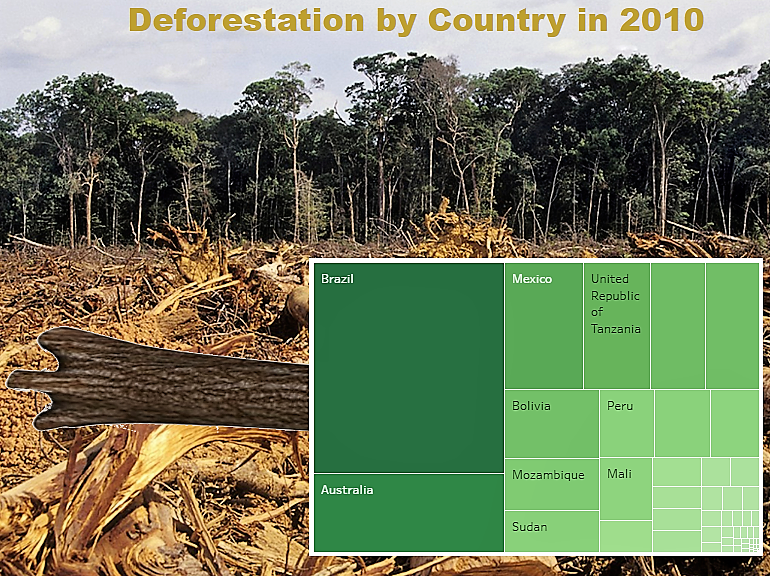 Deforestation by Country in 2010
Brazil
Mexico
United
Republic
of
Tanzania
Bolivia
Peru
Mozambique
Mali
Australia
Sudan